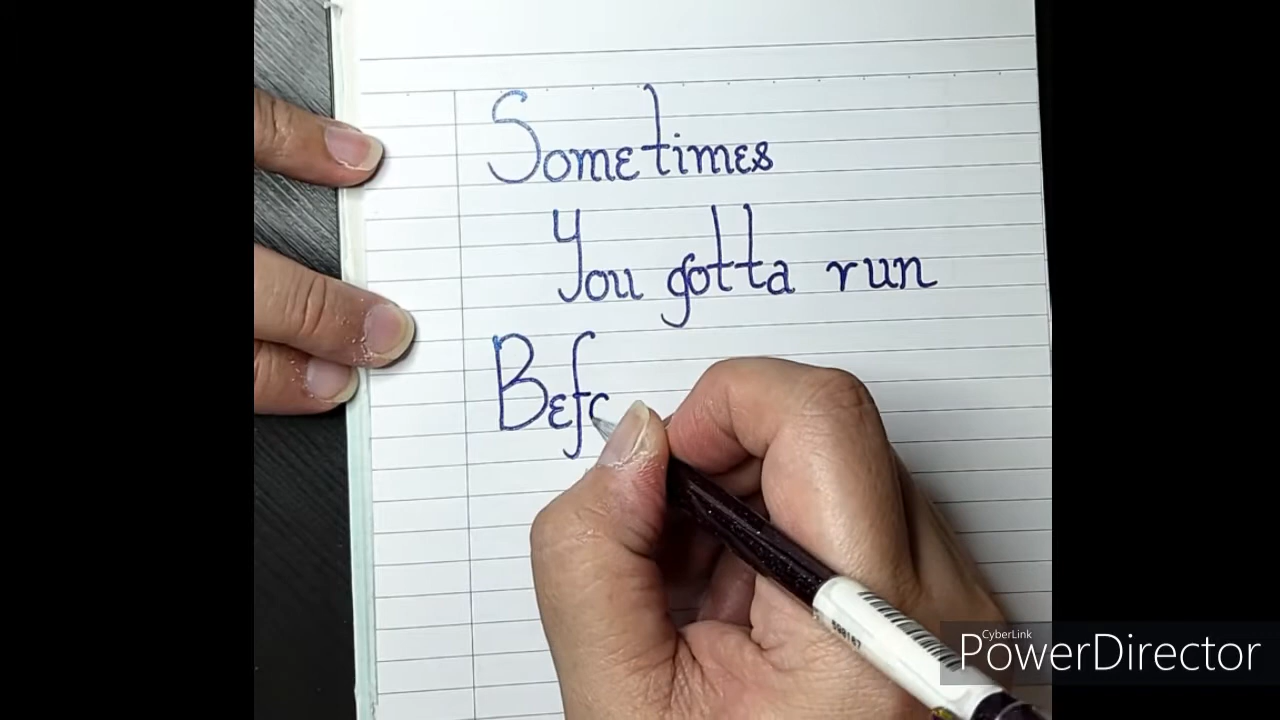 Sometimes
You gotta run
Bef
CyberLink
PowerDirector